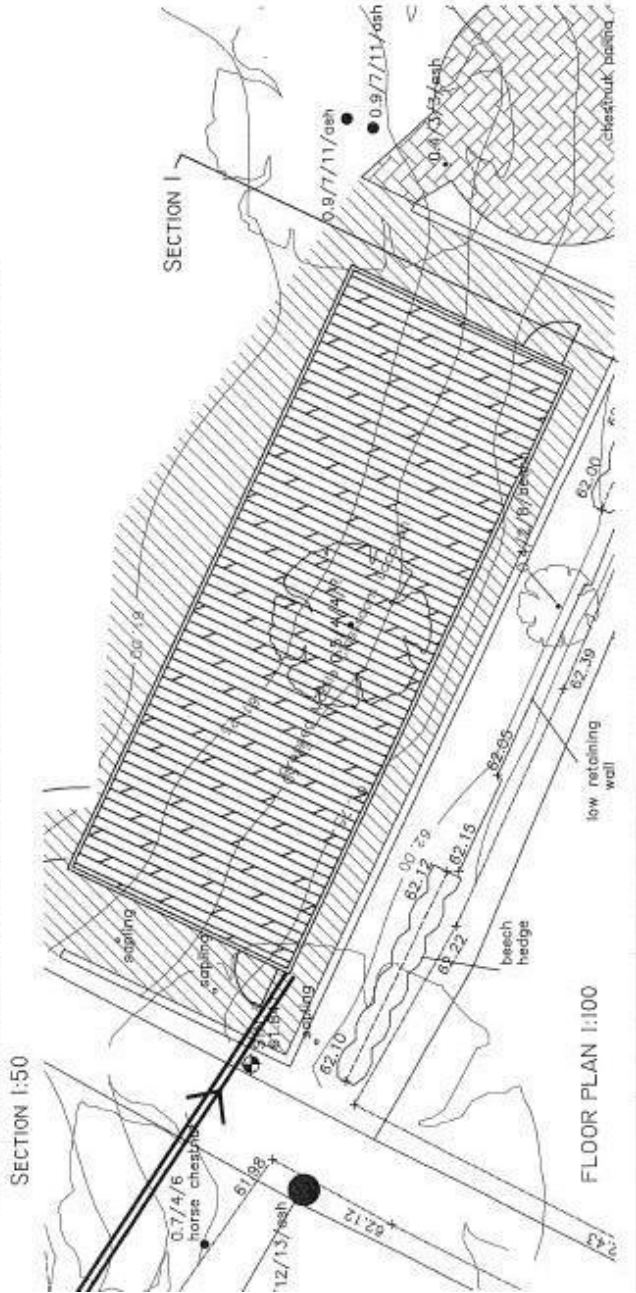 SECTION 1:50
SECTION 1
0.9/7/11/ash
0.9/7/11/ash
0.4/3/7/ash
chestnut paling
61.00
sapling
sapling
sapling
0.7/4/6
horse chestnut
61.98
62.12
12/13/ash
62.10
62.00
62.12
62.15
62.22
beech
hedge
62.05
low retaining
wall
62.39
62.00
FLOOR PLAN 1:100